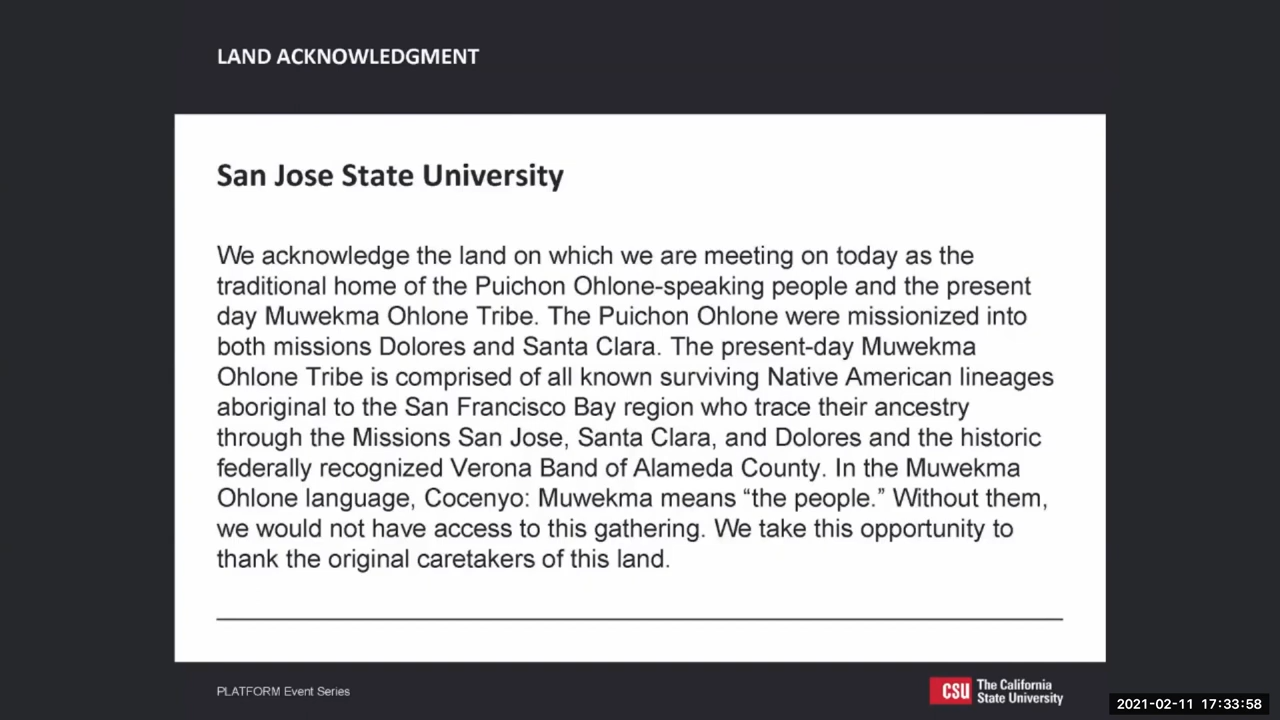 LAND ACKNOWLEDGMENT
San Jose State University
We acknowledge the land on which we are meeting on today as the
traditional home of the Puichon Ohlone-speaking people and the present
day Muwekma Ohlone Tribe. The Puichon Ohlone were missionized into
both missions Dolores and Santa Clara. The present-day Muwekma
Ohlone Tribe is comprised of all known surviving Native American lineages
aboriginal to the San Francisco Bay region who trace their ancestry
through the Missions San Jose, Santa Clara, and Dolores and the historic
federally recognized Verona Band of Alameda County. In the Muwekma
Ohlone language, Cocenyo: Muwekma means “the people.” Without them,
we would not have access to this gathering. We take this opportunity to
thank the original caretakers of this land.
PLATFORM Event Series
CSU The California
State University
2021-02-11 17:33:58